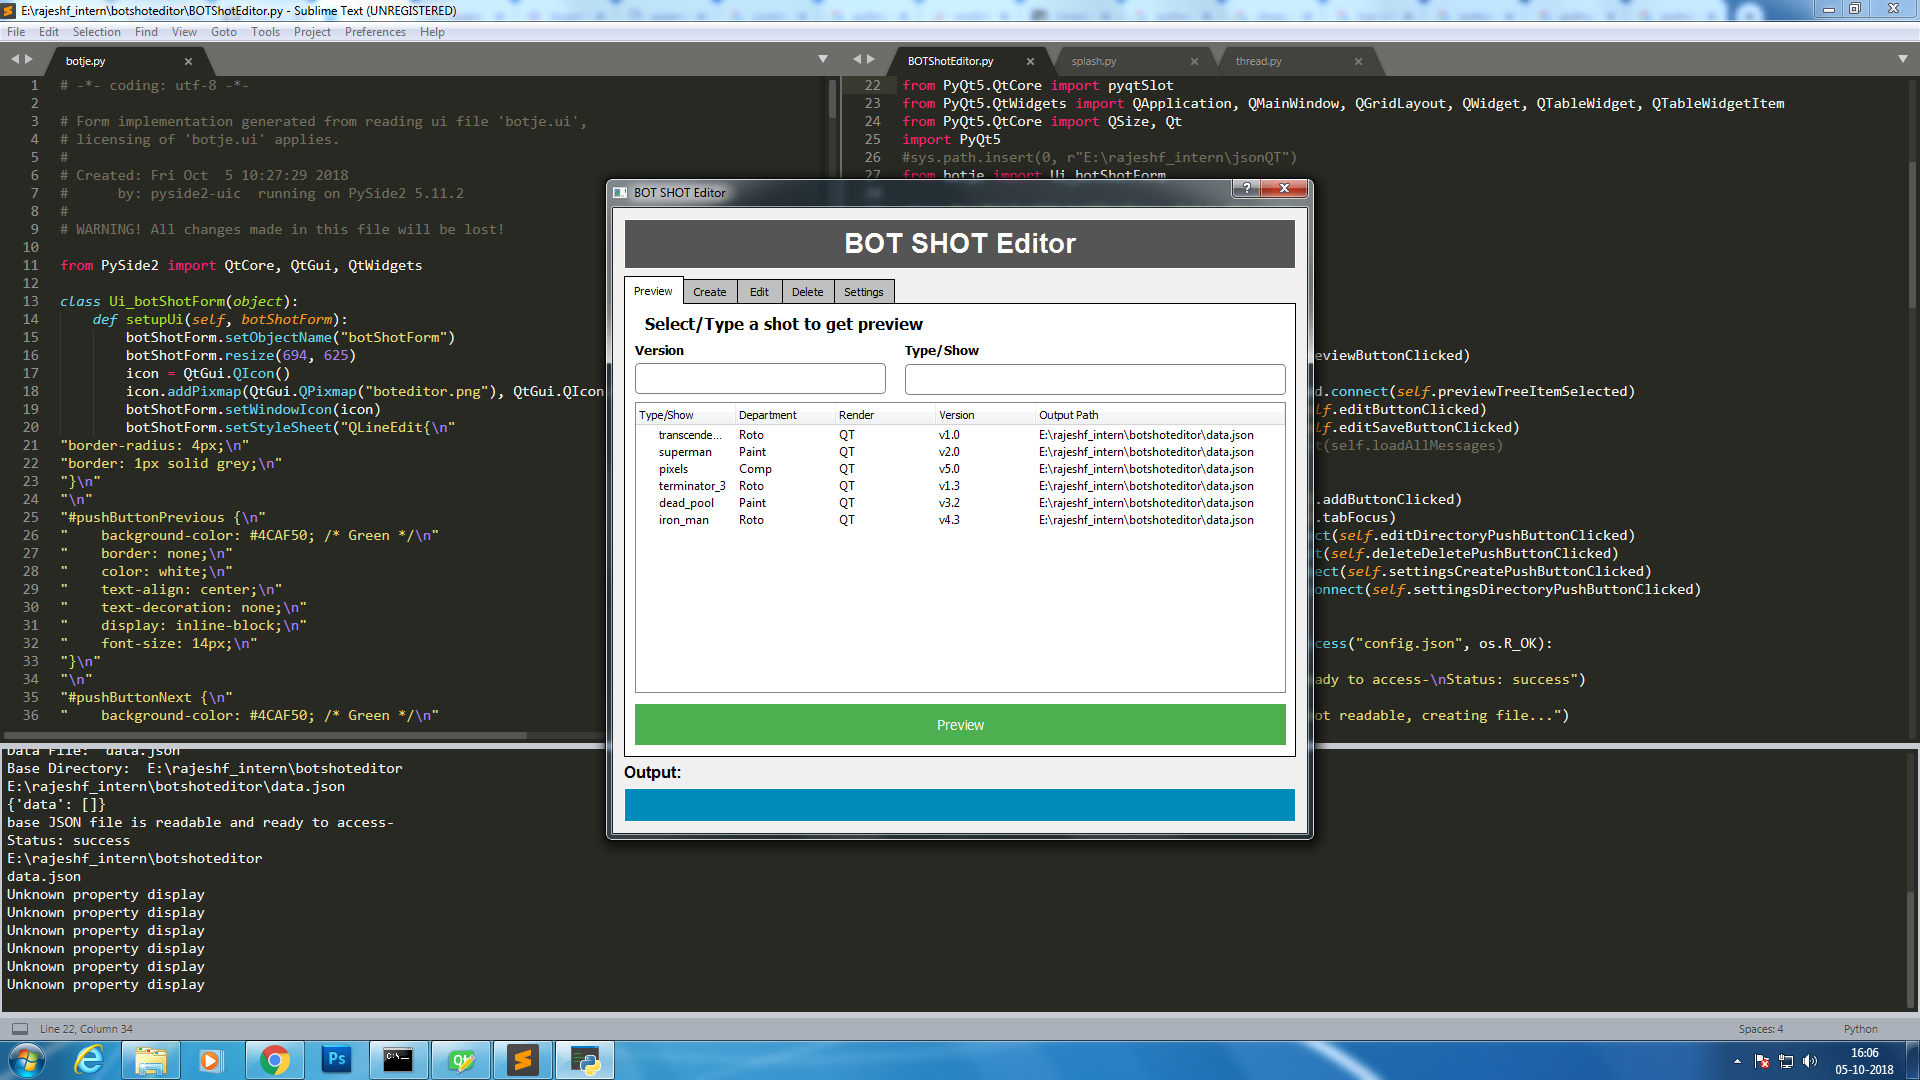 E:\rajeshf_intern\botshoteditor\BOTShotEditor.py - Sublime Text (UNREGISTERED)
File Edit Selection Find View Goto Tools Project Preferences Help
botje.py
1 # -*- coding: utf-8 -*-
2
3 # Form implementation generated from reading ui file 'botje.ui',
4 # licensing of 'botje.ui' applies.
5 #
6 # Created: Fri Oct  5 10:27:29 2018
7 #      by: pyside2-uic  running on PySide2 5.11.2
8 #
9 # WARNING! All changes made in this file will be lost!
10
11 from PySide2 import QtCore, QtGui, QtWidgets
12
13 class Ui_botShotForm(object):
14 def setupUi(self, botShotForm):
15 botShotForm.setObjectName("botShotForm")
16 botShotForm.resize(694, 625)
17 icon = QtGui.QIcon()
18 icon.addPixmap(QtGui.QPixmap("boteditor.png"), QtGui.QIcon
19 botShotForm.setWindowIcon(icon)
20 botShotForm.setStyleSheet("QLineEdit{\n"
21 "border-radius: 4px;\n"
22 "border: 1px solid grey;\n"
23 "}\n"
24 "\n"
25 "#pushButtonPrevious {\n"
26 "    background-color: #4CAF50; /* Green */\n"
27 "    border: none;\n"
28 "    color: white;\n"
29 "    text-align: center;\n"
30 "    text-decoration: none;\n"
31 "    display: inline-block;\n"
32 "    font-size: 14px;\n"
33 "}\n"
34 "\n"
35 "#pushButtonNext {\n"
36 "    background-color: #4CAF50; /* Green */\n"
BOTShotEditor.py splash.py thread.py
22 from PyQt5.QtCore import pyqtSlot
23 from PyQt5.QtWidgets import QApplication, QMainWindow, QGridLayout, QWidget, QTableWidget, QTableWidgetItem
24 from PyQt5.QtCore import QSize, Qt
25 import PyQt5
26 #sys.path.insert(0, r"E:\rajeshf_intern\jsonQT")
27 from botje import Ui_botShotForm
eviewButtonClicked)
d.connect(self.previewTreeItemSelected)
lf.editButtonClicked)
lf.editSaveButtonClicked)
t(self.loadAllMessages)
.addButtonClicked)
.tabFocus)
ct(self.editDirectoryPushButtonClicked)
t(self.deleteDeletePushButtonClicked)
ect(self.settingsCreatePushButtonClicked)
onnect(self.settingsDirectoryPushButtonClicked)
cess("config.json", os.R_OK):
ady to access-\nStatus: success")
ot readable, creating file...")
BOT SHOT Editor
BOT SHOT Editor
Preview Create Edit Delete Settings
Select/Type a shot to get preview
Version Type/Show
Type/Show Department Render Version Output Path
transcende... Roto QT v1.0 E:\rajeshf_intern\botshoteditor\data.json
superman Paint QT v2.0 E:\rajeshf_intern\botshoteditor\data.json
pixels Comp QT v5.0 E:\rajeshf_intern\botshoteditor\data.json
terminator_3 Roto QT v1.3 E:\rajeshf_intern\botshoteditor\data.json
dead_pool Paint QT v3.2 E:\rajeshf_intern\botshoteditor\data.json
iron_man Roto QT v4.3 E:\rajeshf_intern\botshoteditor\data.json
Preview
Output:
Data File:  data.json
Base Directory:  E:\rajeshf_intern\botshoteditor
E:\rajeshf_intern\botshoteditor\data.json
{'data': []}
base JSON file is readable and ready to access-
Status: success
E:\rajeshf_intern\botshoteditor
data.json
Unknown property display
Unknown property display
Unknown property display
Unknown property display
Unknown property display
Unknown property display
Line 22, Column 34 Spaces: 4 Python
Ps
C:\
Qt
16:06
05-10-2018